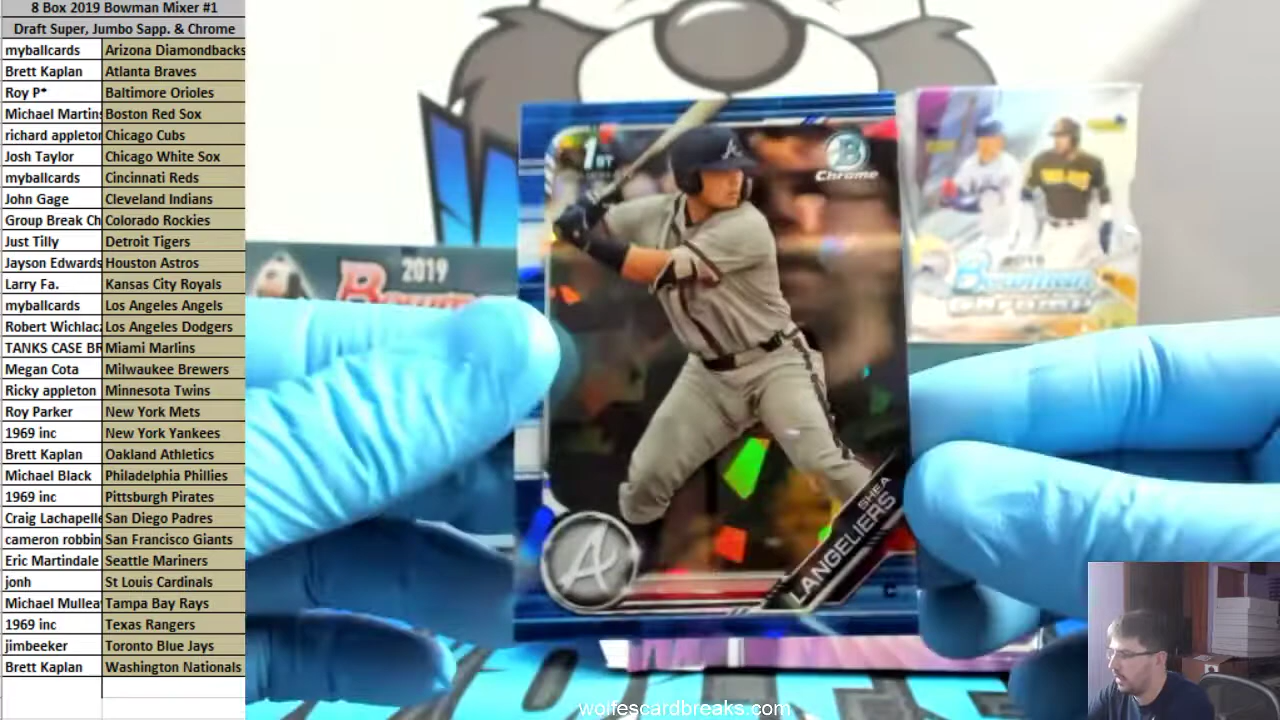 8 Box 2019 Bowman Mixer #1
Draft Super, Jumbo Sapp. & Chrome
myballcards Arizona Diamondbacks
Brett Kaplan Atlanta Braves
Roy P* Baltimore Orioles
Michael Martins Boston Red Sox
richard appleton Chicago Cubs
Josh Taylor Chicago White Sox
myballcards Cincinnati Reds
John Gage Cleveland Indians
Group Break Ch Colorado Rockies
Just Tilly Detroit Tigers
Jayson Edwards Houston Astros
Larry Fa. Kansas City Royals
myballcards Los Angeles Angels
Robert Wichlacz Los Angeles Dodgers
TANKS CASE BR Miami Marlins
Megan Cota Milwaukee Brewers
Ricky appleton Minnesota Twins
Roy Parker New York Mets
1969 inc New York Yankees
Brett Kaplan Oakland Athletics
Michael Black Philadelphia Phillies
1969 inc Pittsburgh Pirates
Craig Lachapelle San Diego Padres
cameron robbin San Francisco Giants
Eric Martindale Seattle Mariners
jonh St Louis Cardinals
Michael Mullea Tampa Bay Rays
1969 inc Texas Rangers
jimbeeker Toronto Blue Jays
Brett Kaplan Washington Nationals
1ST
A
B
Chrome
2019
Bowm
2019
Bowman
CHROME
A
SHEA
LANGELIERS
WOLFE
wolfescardbreaks.com